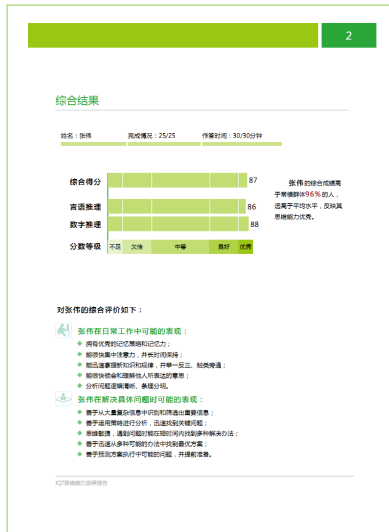 2
综合结果
姓名：张伟 完成情况：25/25 作答时间：30/30分钟
综合得分 87
张伟的综合成绩高
于常模群体96%的人，
远高于平均水平，反映其
思维能力优秀。
言语推理 86
数字推理 88
分数等级 不足 欠佳 中等 良好 优秀
对张伟的综合评价如下：
张伟在日常工作中可能的表现：
拥有优秀的记忆策略和记忆力；
能很快集中注意力，并长时间保持；
能迅速掌握新知识和规律，并举一反三、触类旁通；
能很快领会和理解他人所表达的意思；
分析问题逻辑清晰、条理分明。
张伟在解决具体问题时可能的表现：
善于从大量复杂信息中识别和筛选出重要信息；
善于运用策略进行分析，迅速找到关键问题；
思维敏捷，遇到问题时能在短时间内找到多种解决办法；
善于迅速从多种可能的办法中找到最优方案；
善于预测方案执行中可能的问题，并提前准备。
IQT思维能力测评报告